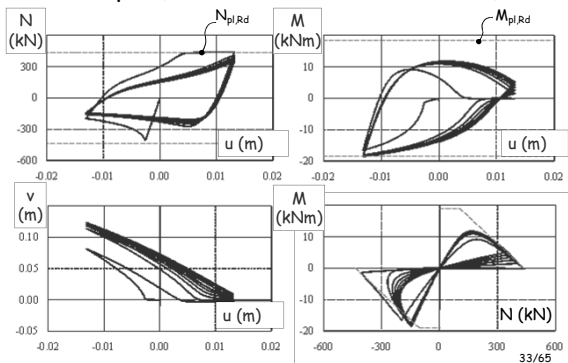 N
(kN)
N_pl,Rd
M
(kNm)
M_pl,Rd
300
0
-300
-600
-0.02 -0.01 0.00 0.01 0.02
u (m)
10
0
-10
-20
-0.02 -0.01 0.00 0.01 0.02
u (m)
v
(m)
0.10
0.05
0.00
-0.05
-0.02 -0.01 0.00 0.01 0.02
u (m)
M
(kNm)
10
0
-10
-20
-600 -300 0 300 600
N (kN)
33/65